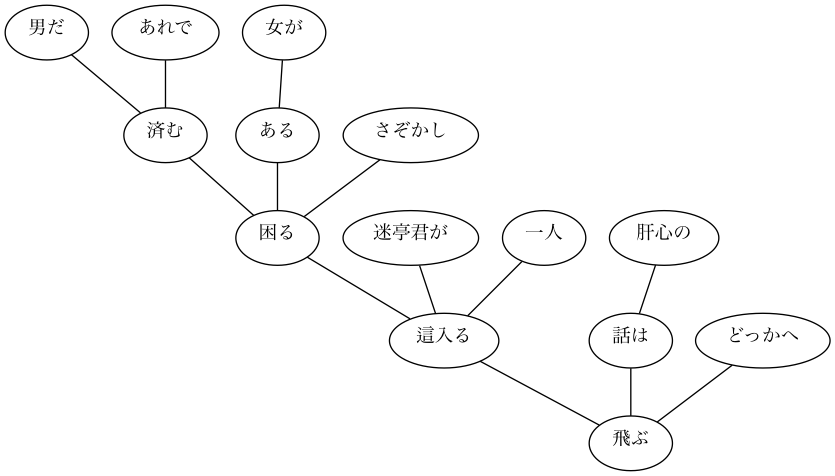 男だ あれで 女が
済む ある さぞかし
困る 迷亭君が 一人 肝心の
這入る 話は どっかへ
飛ぶ